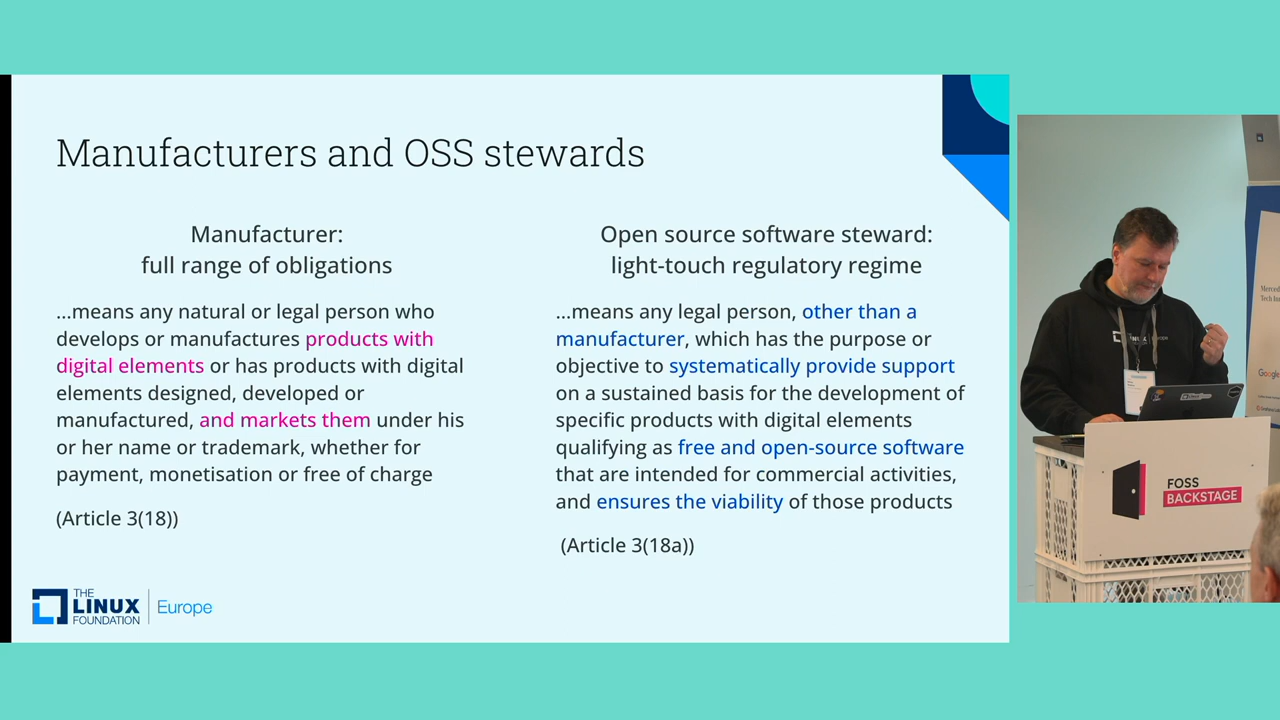 Manufacturers and OSS stewards
Manufacturer:
full range of obligations
...means any natural or legal person who
develops or manufactures products with
digital elements or has products with digital
elements designed, developed or
manufactured, and markets them under his
or her name or trademark, whether for
payment, monetisation or free of charge
(Article 3(18))
Open source software steward:
light-touch regulatory regime
...means any legal person, other than a
manufacturer, which has the purpose or
objective to systematically provide support
on a sustained basis for the development of
specific products with digital elements
qualifying as free and open-source software
that are intended for commercial activities,
and ensures the viability of those products
(Article 3(18a))
THE
LINUX
FOUNDATION
Europe
FOSS
BACKSTAGE